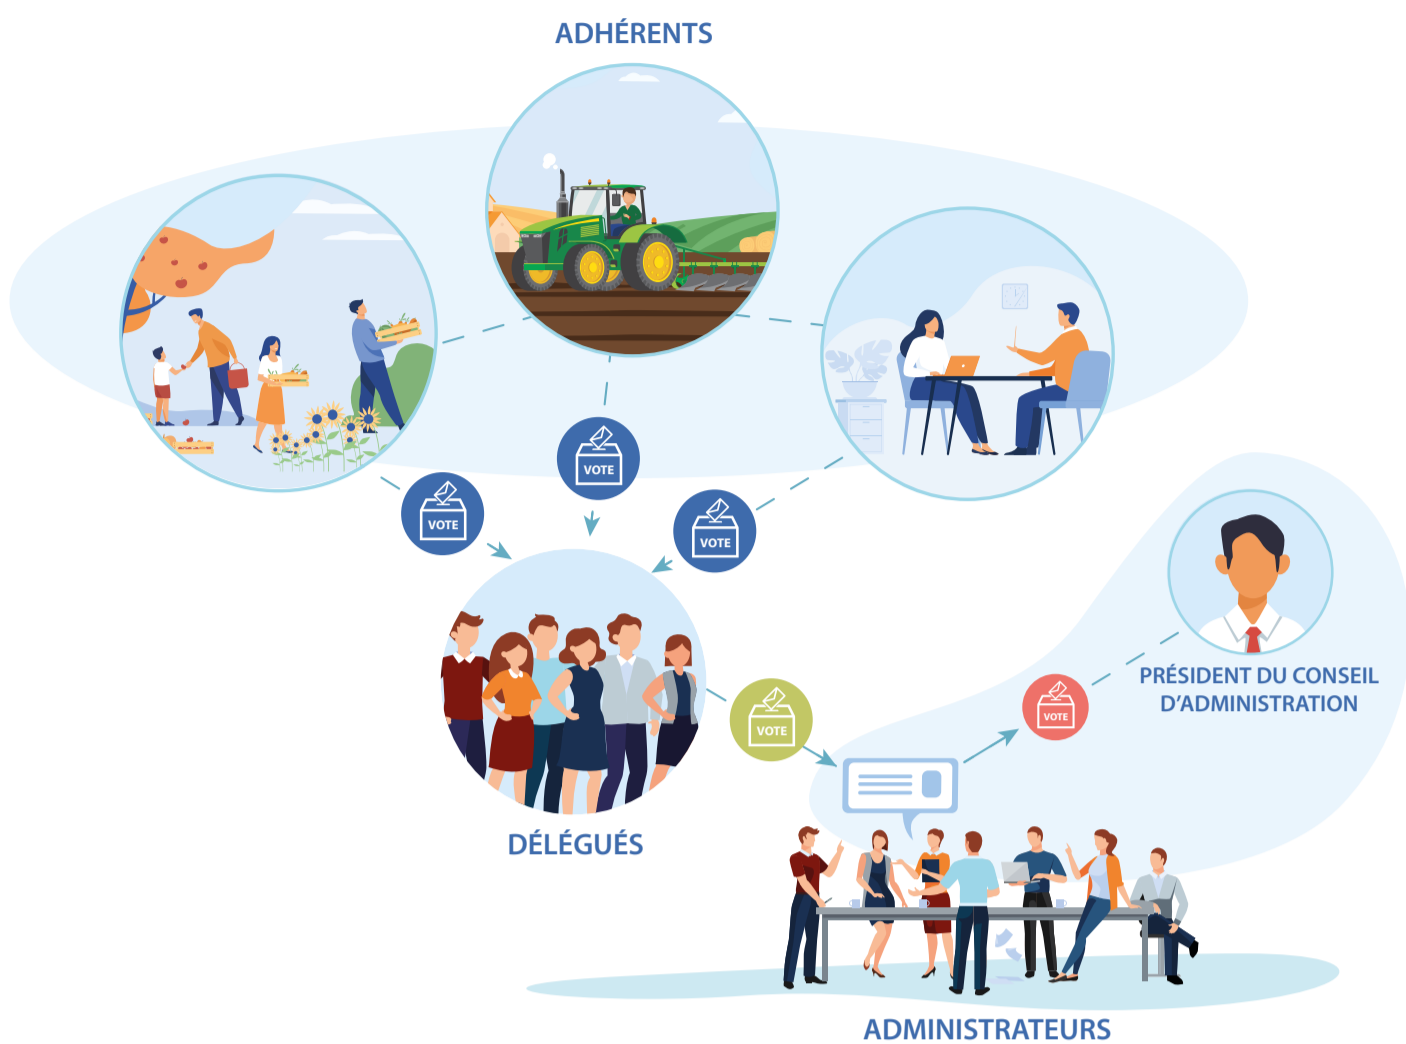 ADHÉRENTS
VOTE
VOTE
VOTE
PRÉSIDENT DU CONSEIL
D'ADMINISTRATION
VOTE
VOTE
DÉLÉGUÉS
ADMINISTRATEURS